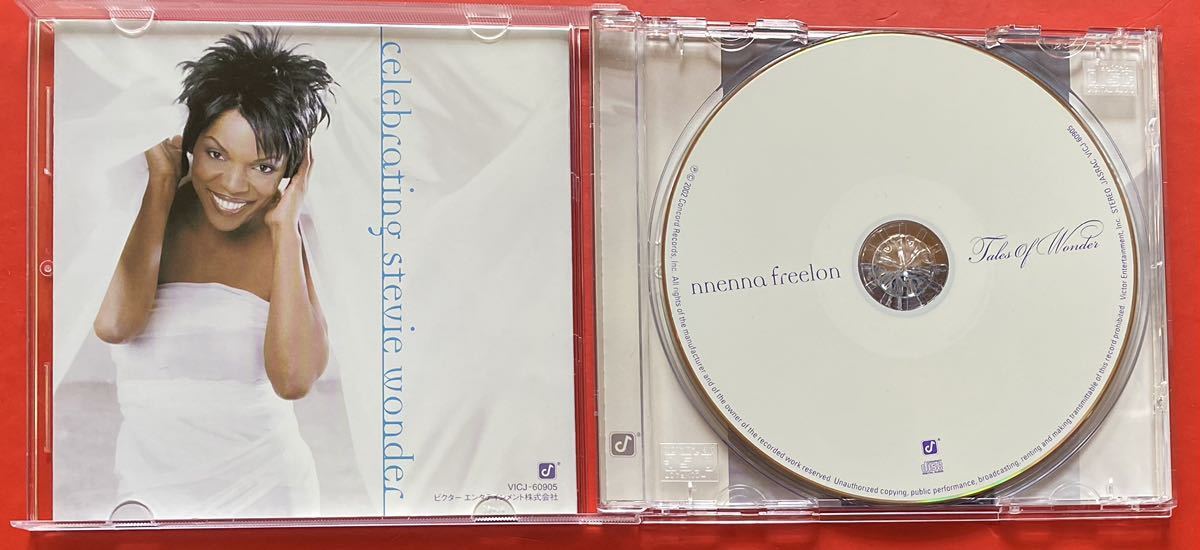 celebrating stevie wonder
VICJ-60905
ビクター エンタテインメント株式会社
nnenna freelon
Tales Of Wonder
℗ © 2002 Concord Records, Inc. All rights of the manufacturer and of the owner of the recorded work reserved. Unauthorized copying, public performance, broadcasting, renting and making transmittable of this record prohibited. Victor Entertainment, Inc. STEREO JASRAC VICJ-60905